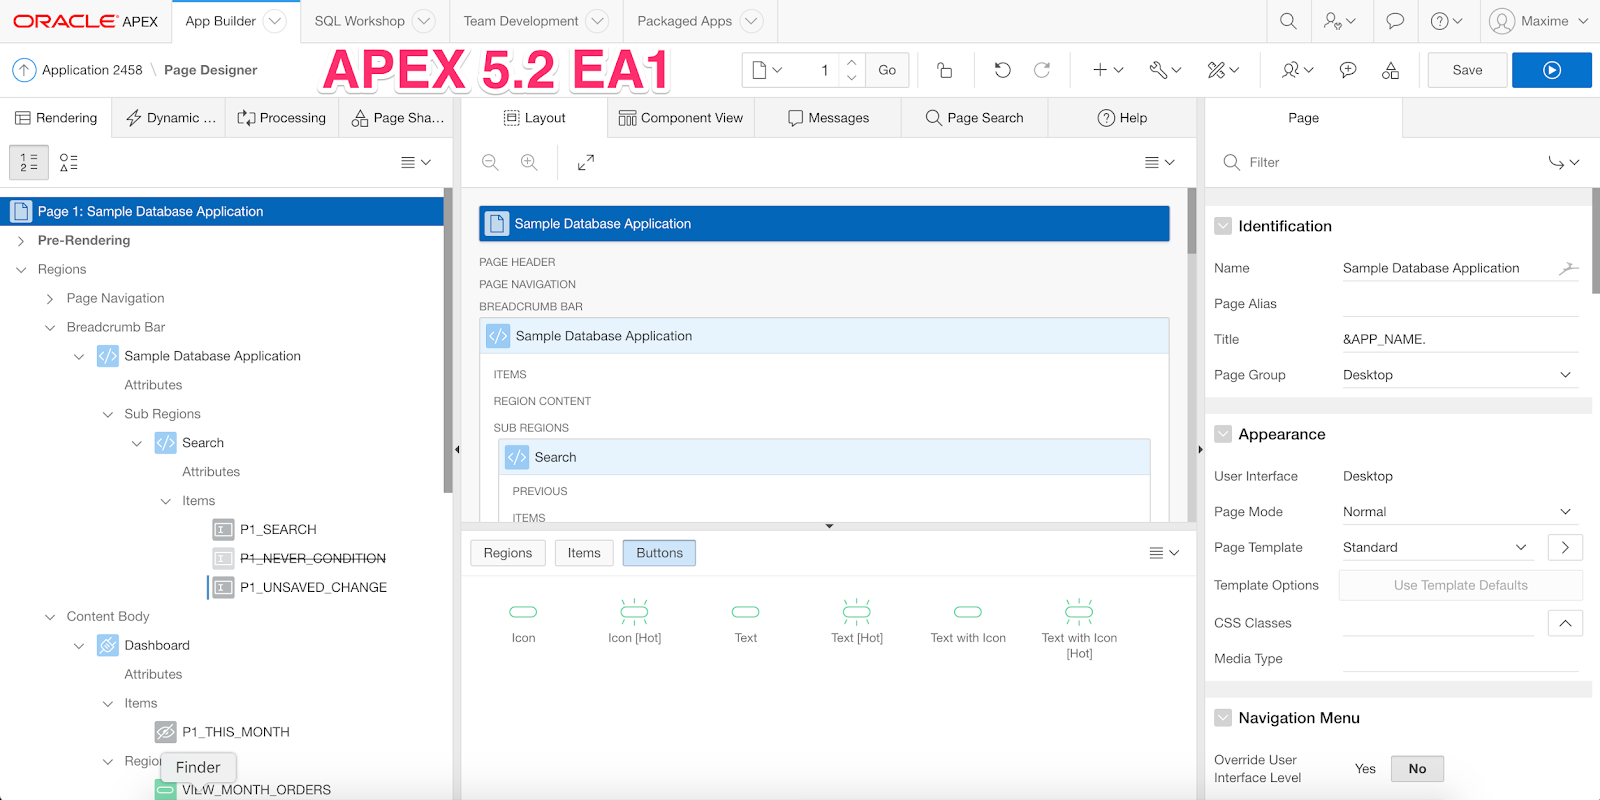 ORACLE APEX App Builder SQL Workshop Team Development Packaged Apps Maxime
Application 2458 \ Page Designer APEX 5.2 EA1 1 Go Save
Rendering Dynamic ... Processing Page Sha... Layout Component View Messages Page Search Help Page
Filter
Page 1: Sample Database Application
Pre-Rendering
Regions
Page Navigation
Breadcrumb Bar
Sample Database Application
Attributes
Sub Regions
Search
Attributes
Items
P1_SEARCH
P1_NEVER_CONDITION
P1_UNSAVED_CHANGE
Content Body
Dashboard
Attributes
Items
P1_THIS_MONTH
Finder
VIEW_MONTH_ORDERS
Sample Database Application
PAGE HEADER
PAGE NAVIGATION
BREADCRUMB BAR
Sample Database Application
ITEMS
REGION CONTENT
SUB REGIONS
Search
PREVIOUS
ITEMS
Regions Items Buttons
Icon Icon [Hot] Text Text [Hot] Text with Icon Text with Icon
[Hot]
Identification
Name Sample Database Application
Page Alias
Title &APP_NAME.
Page Group Desktop
Appearance
User Interface Desktop
Page Mode Normal
Page Template Standard
Template Options Use Template Defaults
CSS Classes
Media Type
Navigation Menu
Override User
Interface Level Yes No